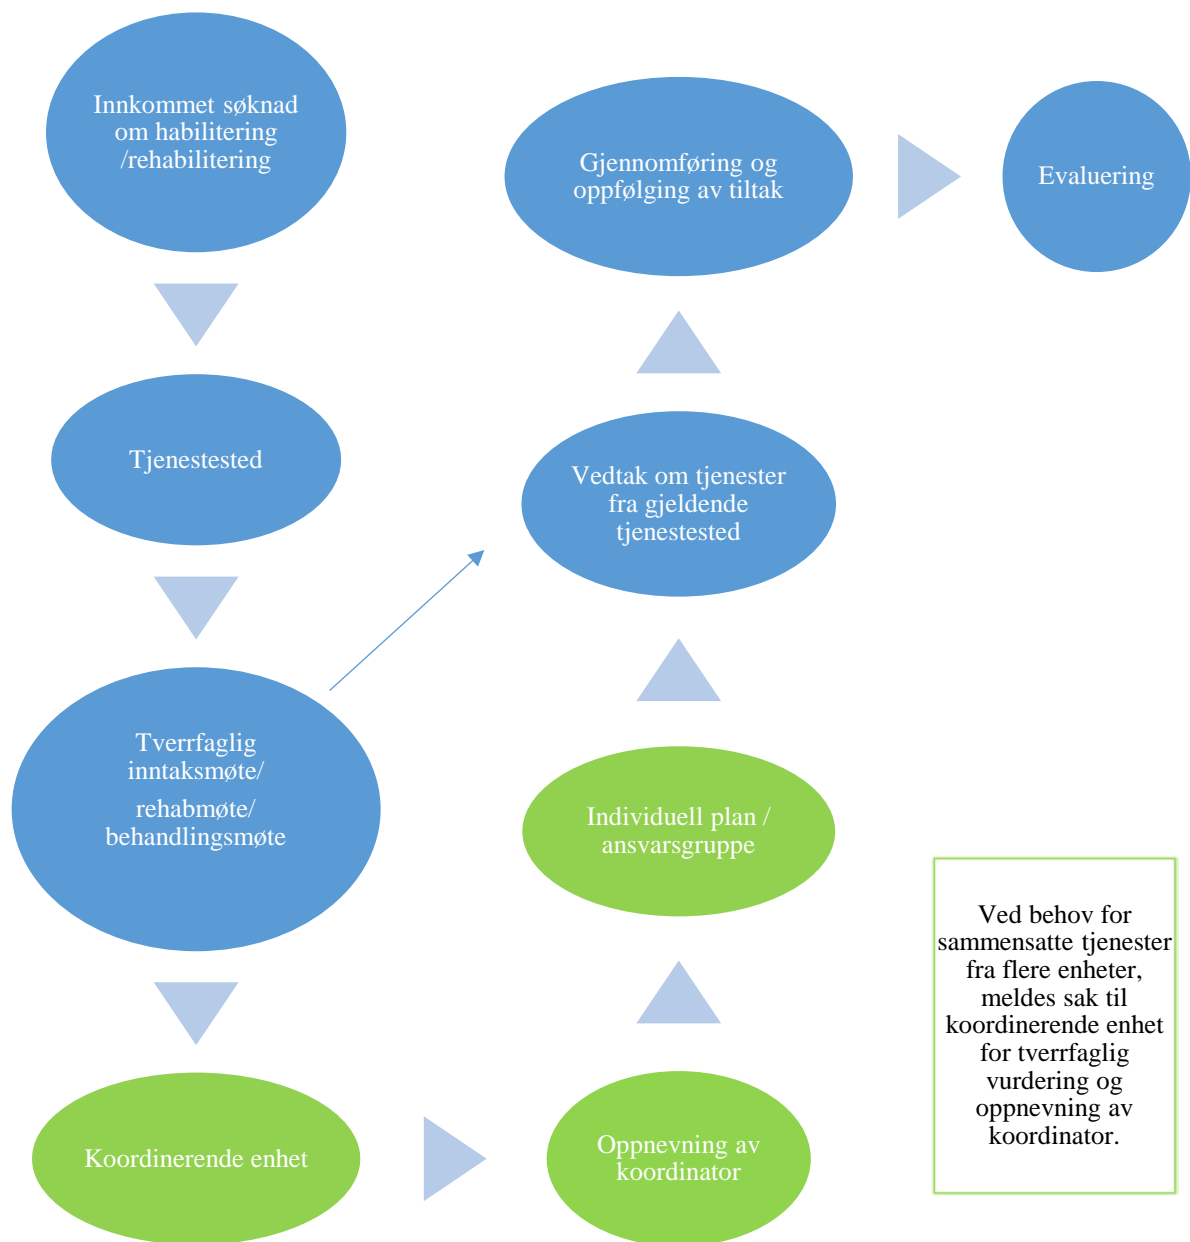 Innkommet søknad
om habilitering
/rehabilitering
Tjenestested
Tverrfaglig
inntaksmøte/
rehabmøte/
behandlingsmøte
Koordinerende enhet
Oppnevning av
koordinator
Individuell plan /
ansvarsgruppe
Vedtak om tjenester
fra gjeldende
tjenestested
Gjennomføring og
oppfølging av tiltak
Evaluering
Ved behov for
sammensatte tjenester
fra flere enheter,
meldes sak til
koordinerende enhet
for tverrfaglig
vurdering og
oppnevning av
koordinator.